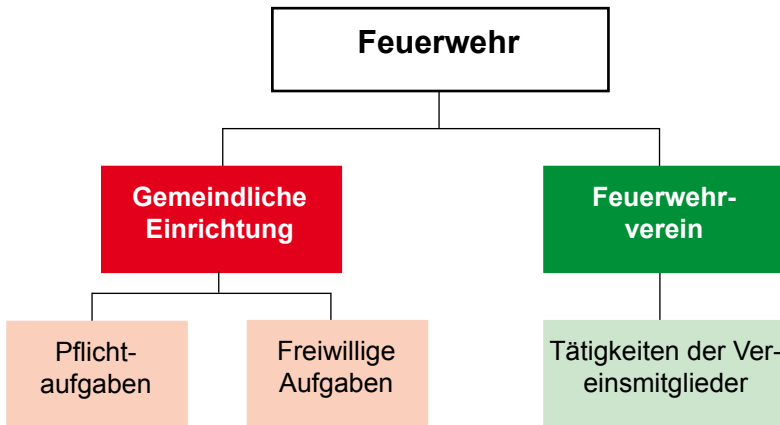 Feuerwehr
Gemeindliche
Einrichtung
Feuerwehr-
verein
Pflicht-
aufgaben
Freiwillige
Aufgaben
Tätigkeiten der Ver-
einsmitglieder